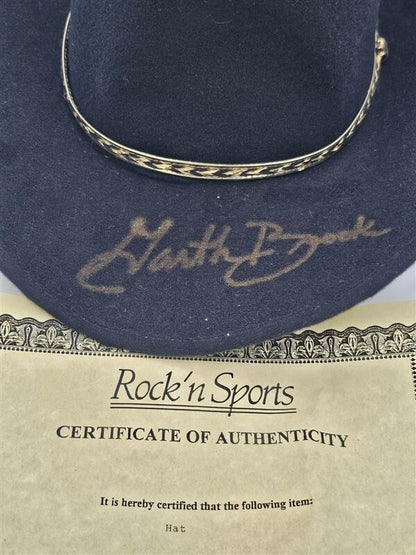 Garth Brooks
Rock'n Sports
CERTIFICATE OF AUTHENTICITY
It is hereby certified that the following item:
Hat